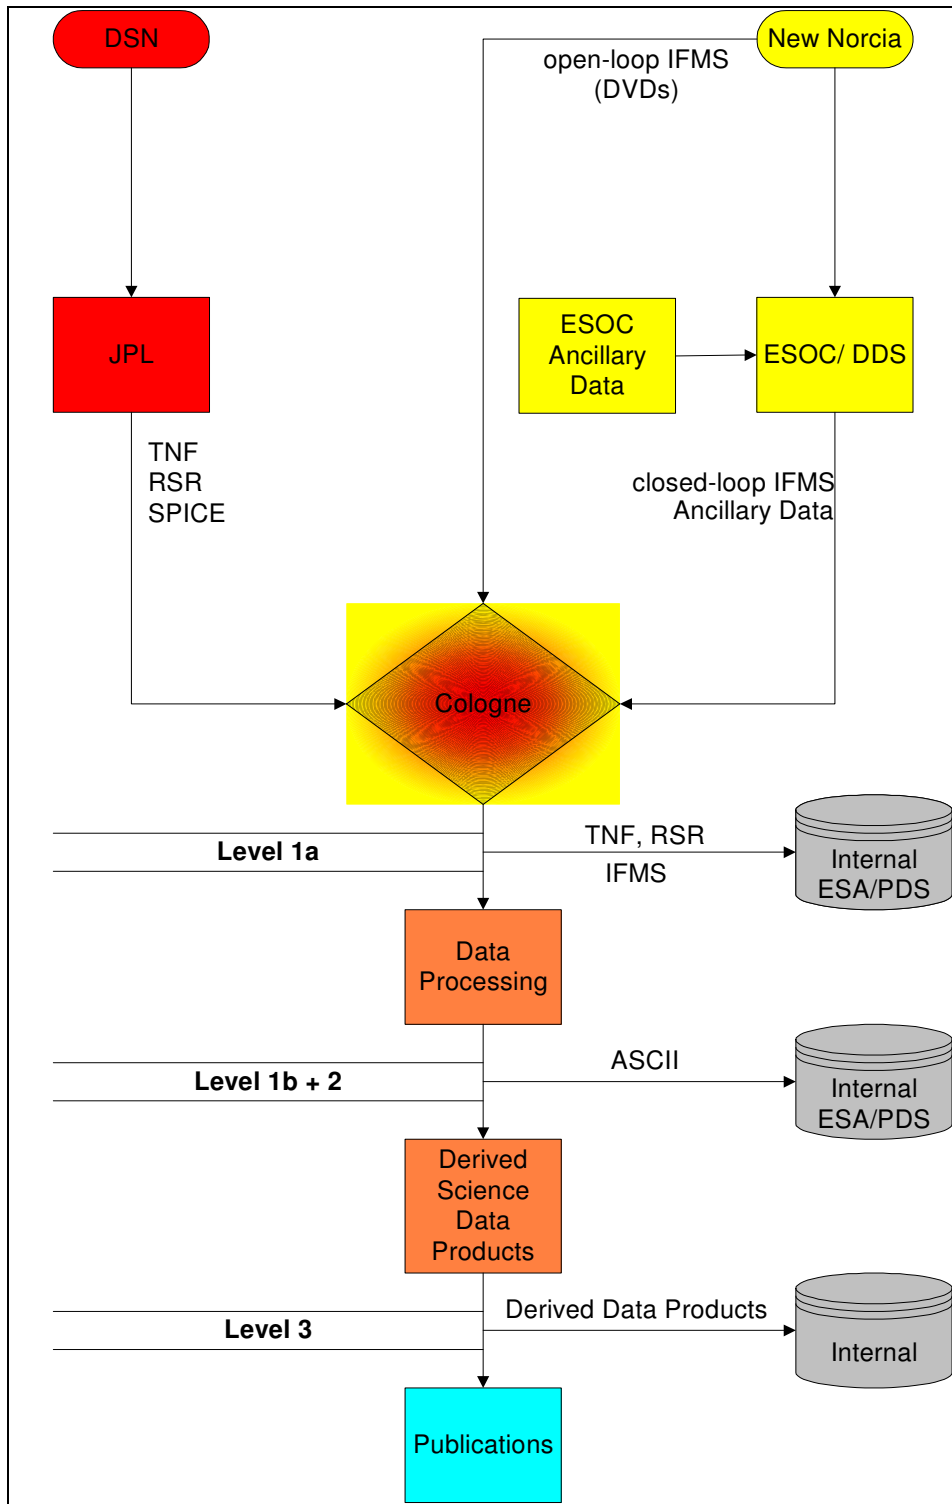 DSN
open-loop IFMS
(DVDs)
New Norcia
JPL
ESOC
Ancillary
Data
ESOC/ DDS
TNF
RSR
SPICE
closed-loop IFMS
Ancillary Data
Cologne
Level 1a
TNF, RSR
IFMS
Internal
ESA/PDS
Data
Processing
Level 1b + 2
ASCII
Internal
ESA/PDS
Derived
Science
Data
Products
Level 3
Derived Data Products
Internal
Publications